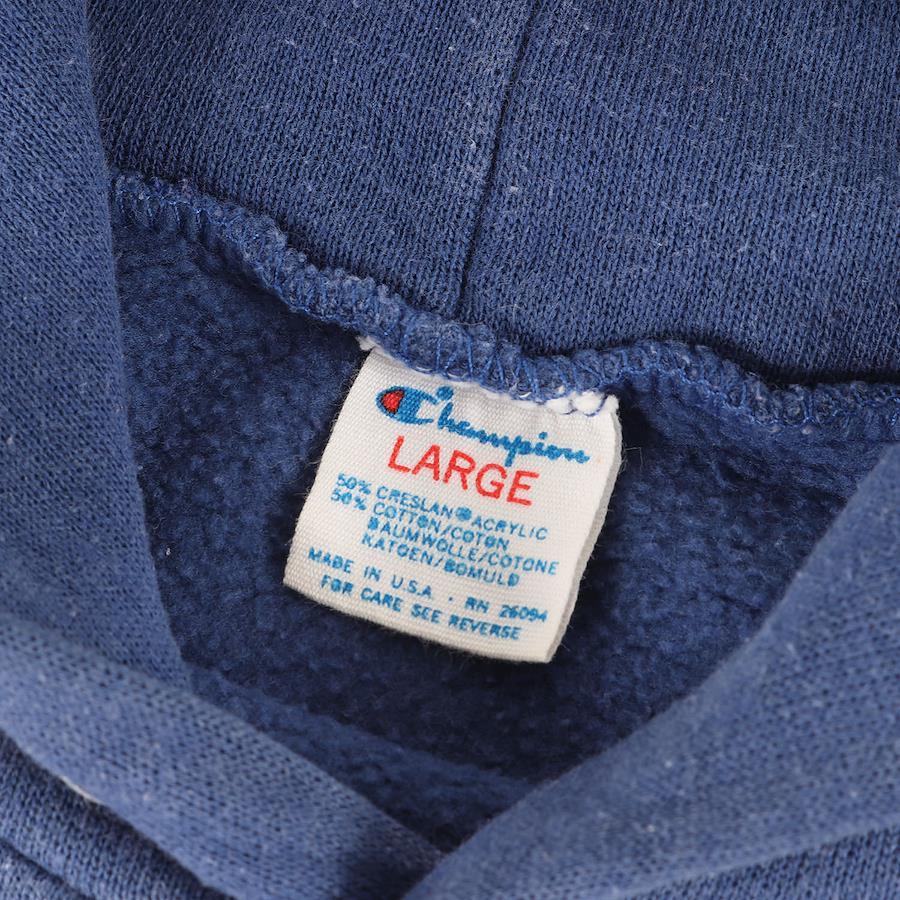 Champion
LARGE
50% CRESLAN® ACRYLIC
50% COTTON/COTON
BAUMWOLLE/COTONE
KATOEN/BOMULD
MADE IN U.S.A. · RN 26094
FOR CARE SEE REVERSE